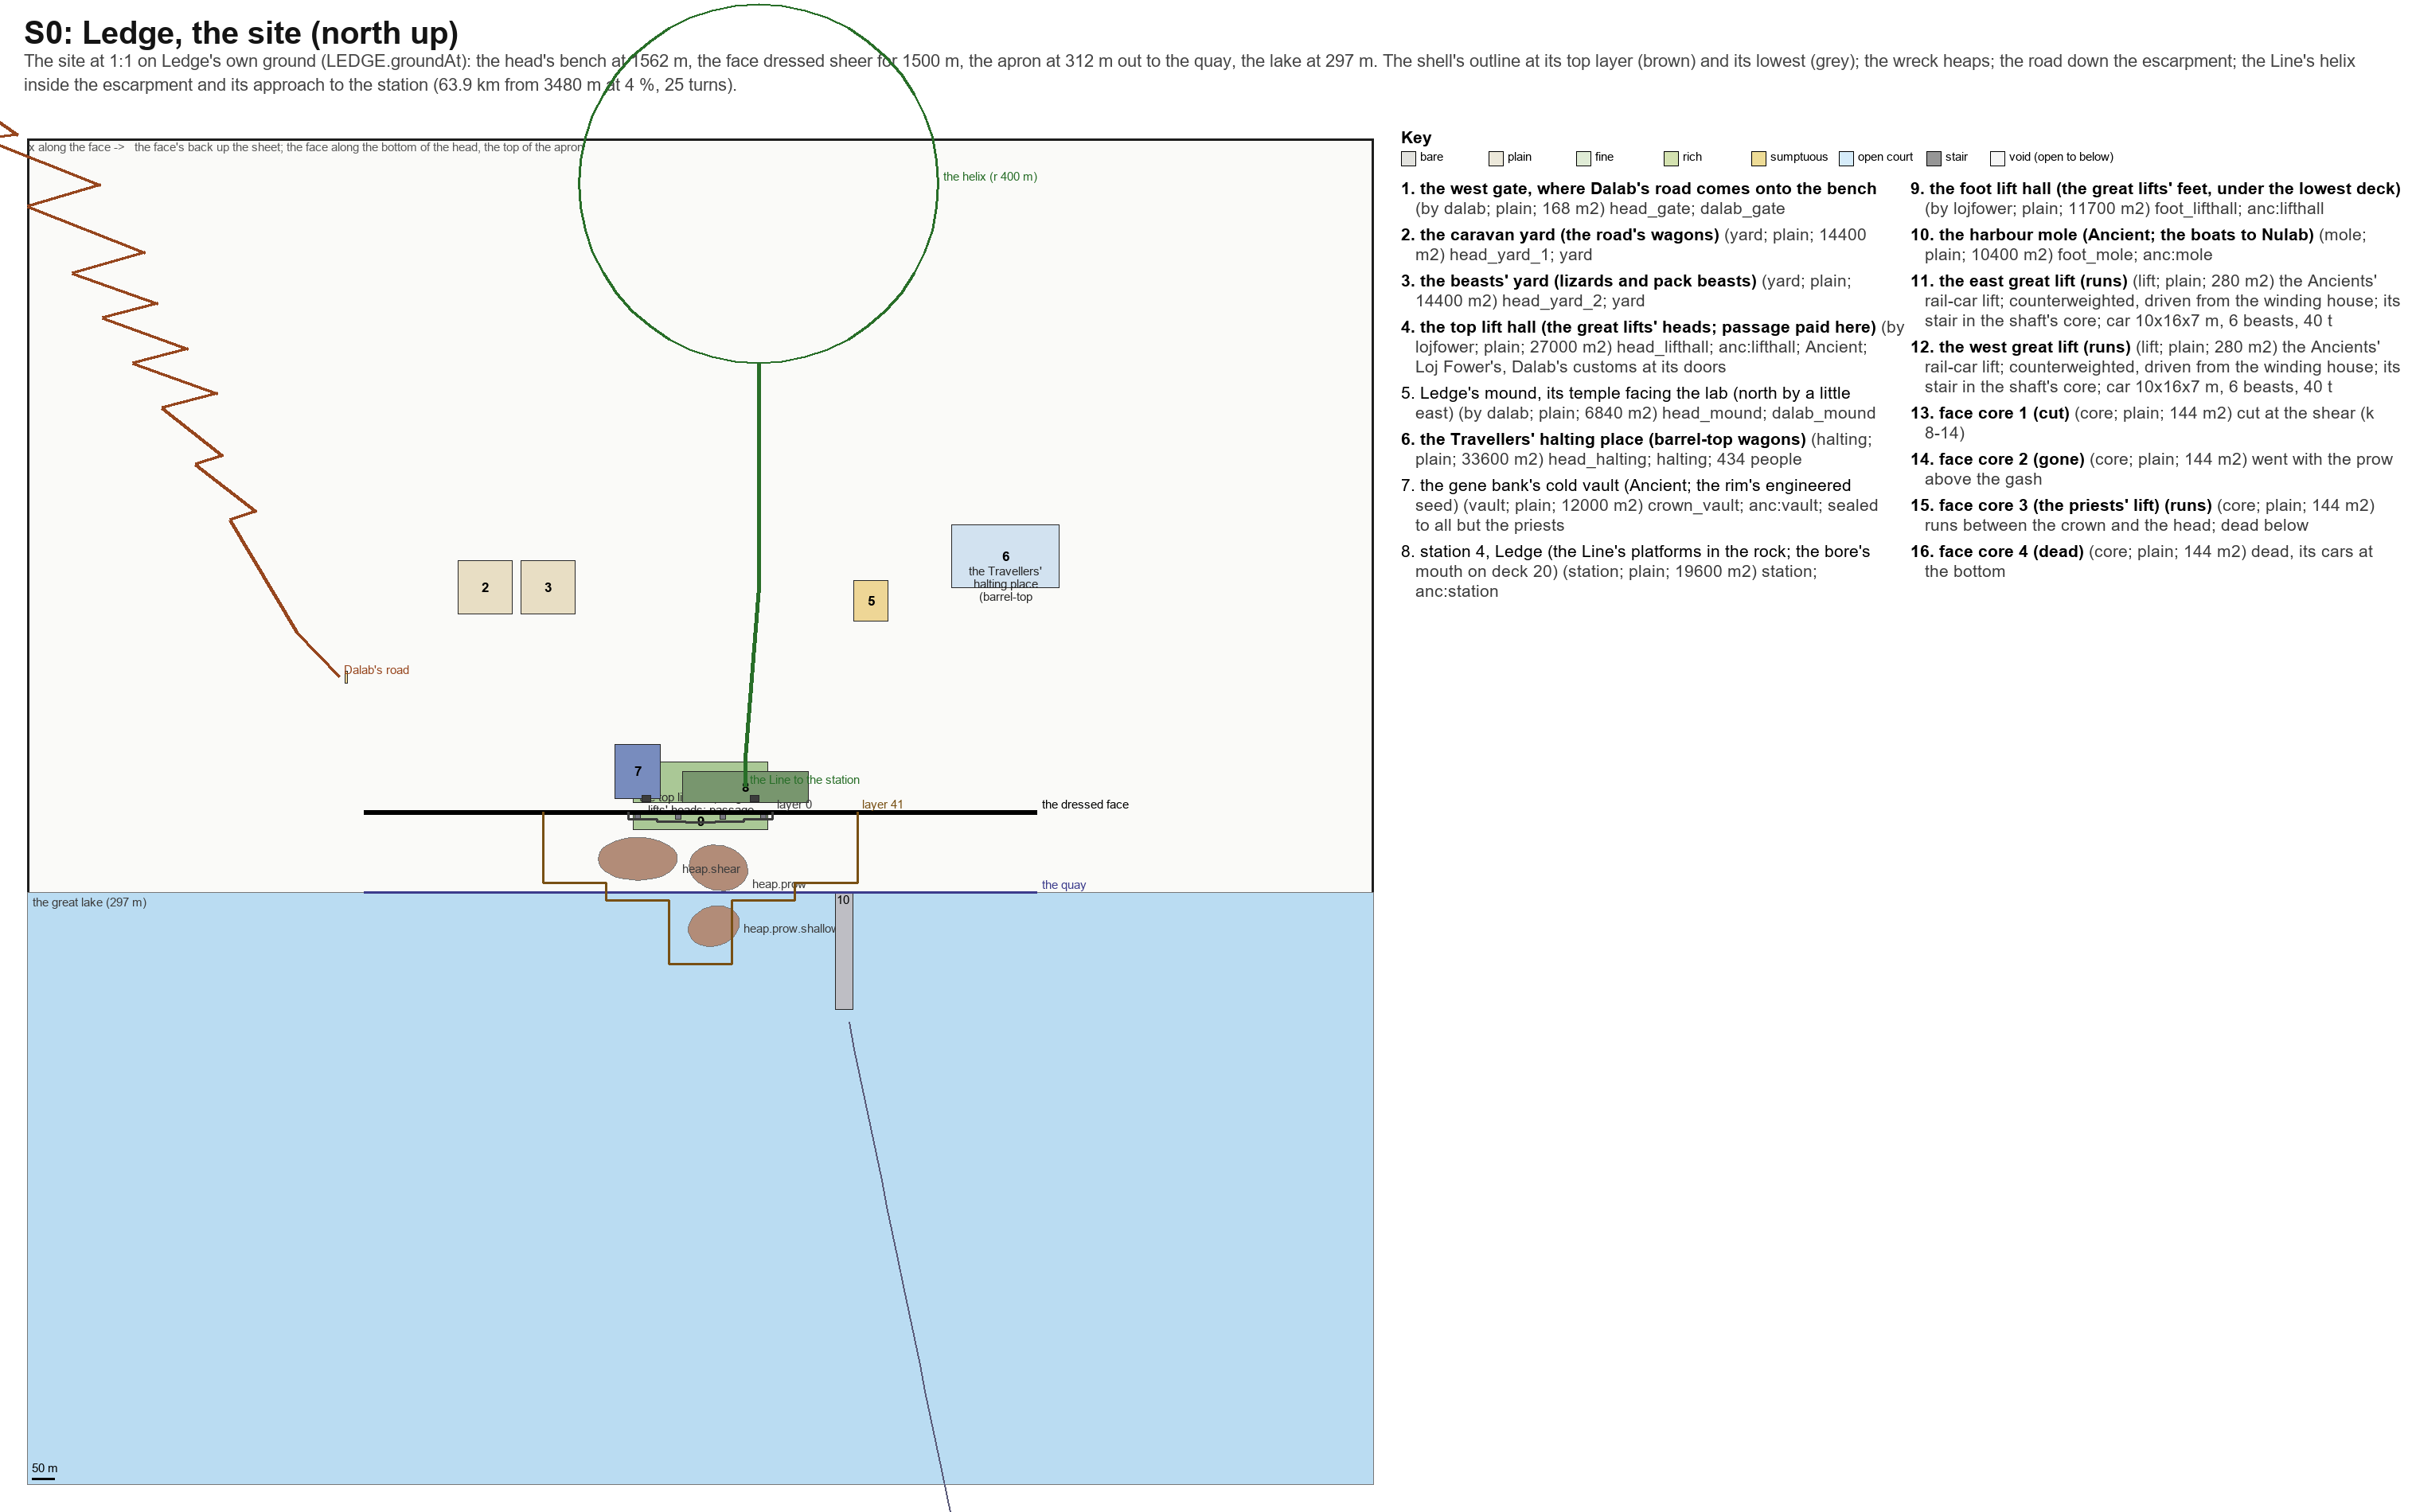 S0: Ledge, the site (north up)
The site at 1:1 on Ledge's own ground (LEDGE.groundAt): the head's bench at 1562 m, the face dressed sheer for 1500 m, the apron at 312 m out to the quay, the lake at 297 m. The shell's outline at its top layer (brown) and its lowest (grey); the wreck heaps; the road down the escarpment; the Line's helix
inside the escarpment and its approach to the station (63.9 km from 3480 m at 4 %, 25 turns).
x along the face -> the face's back up the sheet; the face along the bottom of the head, the top of the apron
the helix (r 400 m)
2
3
5
6
the Travellers'
halting place
(barrel-top
Dalab's road
7
the Line to the station
8
lifts' heads; passage
layer 0
layer 41
the dressed face
9
heap.shear
heap.prow
the quay
the great lake (297 m)
10
heap.prow.shallow
50 m
Key
bare
plain
fine
rich
sumptuous
open court
stair
void (open to below)
1. the west gate, where Dalab's road comes onto the bench
(by dalab; plain; 168 m2) head_gate; dalab_gate
2. the caravan yard (the road's wagons) (yard; plain; 14400
m2) head_yard_1; yard
3. the beasts' yard (lizards and pack beasts) (yard; plain;
14400 m2) head_yard_2; yard
4. the top lift hall (the great lifts' heads; passage paid here) (by
lojfower; plain; 27000 m2) head_lifthall; anc:lifthall; Ancient;
Loj Fower's, Dalab's customs at its doors
5. Ledge's mound, its temple facing the lab (north by a little
east) (by dalab; plain; 6840 m2) head_mound; dalab_mound
6. the Travellers' halting place (barrel-top wagons) (halting;
plain; 33600 m2) head_halting; halting; 434 people
7. the gene bank's cold vault (Ancient; the rim's engineered
seed) (vault; plain; 12000 m2) crown_vault; anc:vault; sealed
to all but the priests
8. station 4, Ledge (the Line's platforms in the rock; the bore's
mouth on deck 20) (station; plain; 19600 m2) station;
anc:station
9. the foot lift hall (the great lifts' feet, under the lowest deck)
(by lojfower; plain; 11700 m2) foot_lifthall; anc:lifthall
10. the harbour mole (Ancient; the boats to Nulab) (mole;
plain; 10400 m2) foot_mole; anc:mole
11. the east great lift (runs) (lift; plain; 280 m2) the Ancients'
rail-car lift; counterweighted, driven from the winding house; its
stair in the shaft's core; car 10x16x7 m, 6 beasts, 40 t
12. the west great lift (runs) (lift; plain; 280 m2) the Ancients'
rail-car lift; counterweighted, driven from the winding house; its
stair in the shaft's core; car 10x16x7 m, 6 beasts, 40 t
13. face core 1 (cut) (core; plain; 144 m2) cut at the shear (k
8-14)
14. face core 2 (gone) (core; plain; 144 m2) went with the prow
above the gash
15. face core 3 (the priests' lift) (runs) (core; plain; 144 m2)
runs between the crown and the head; dead below
16. face core 4 (dead) (core; plain; 144 m2) dead, its cars at
the bottom